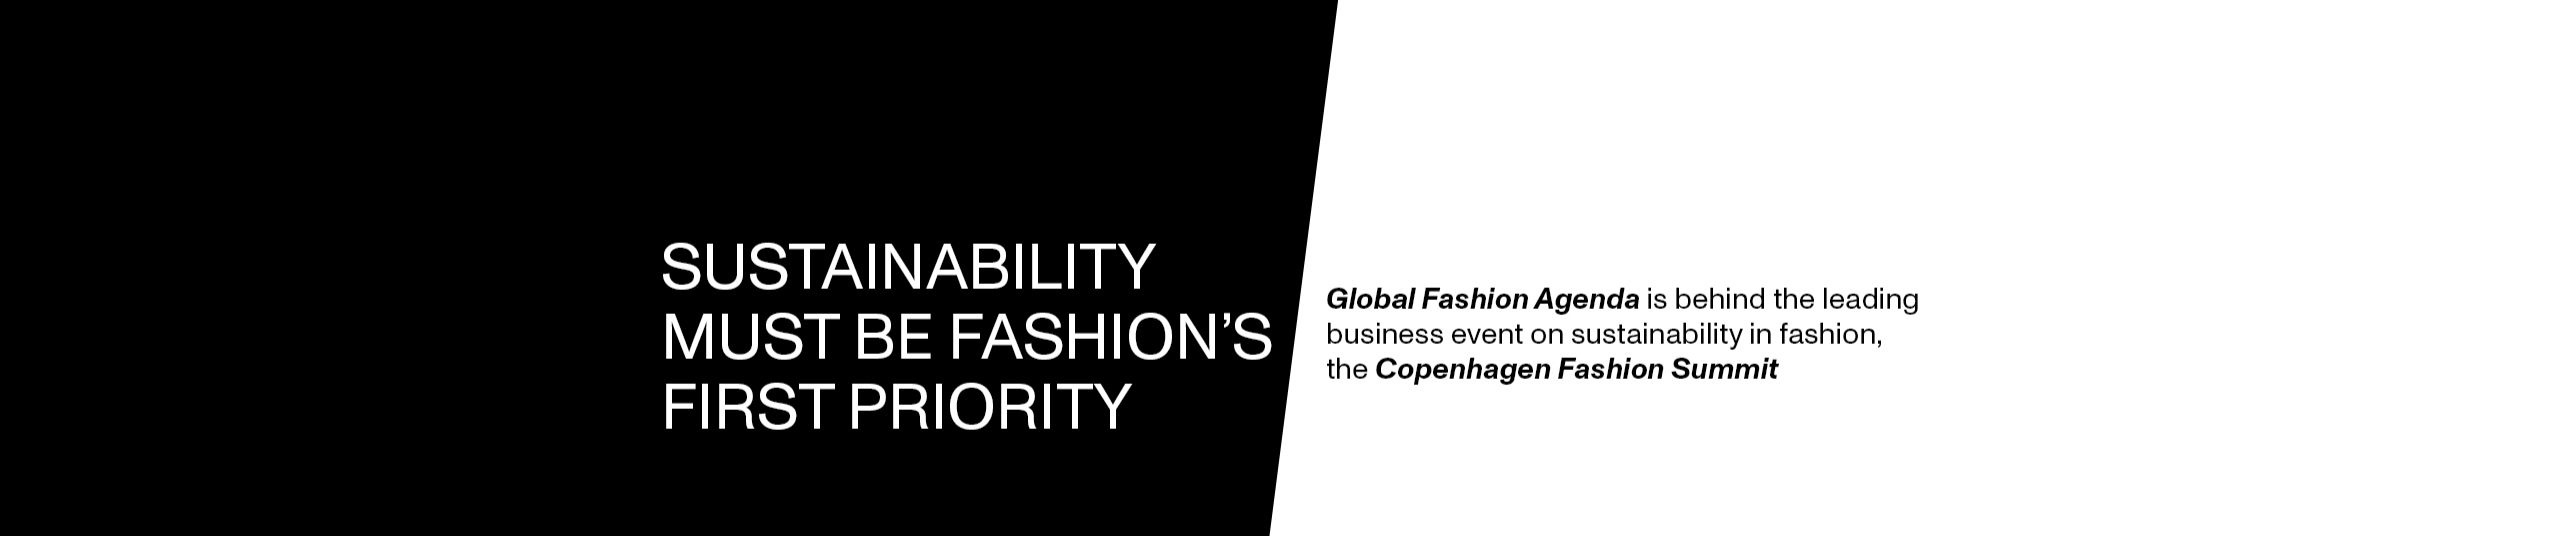 SUSTAINABILITY
MUST BE FASHION’S
FIRST PRIORITY
Global Fashion Agenda is behind the leading
business event on sustainability in fashion,
the Copenhagen Fashion Summit